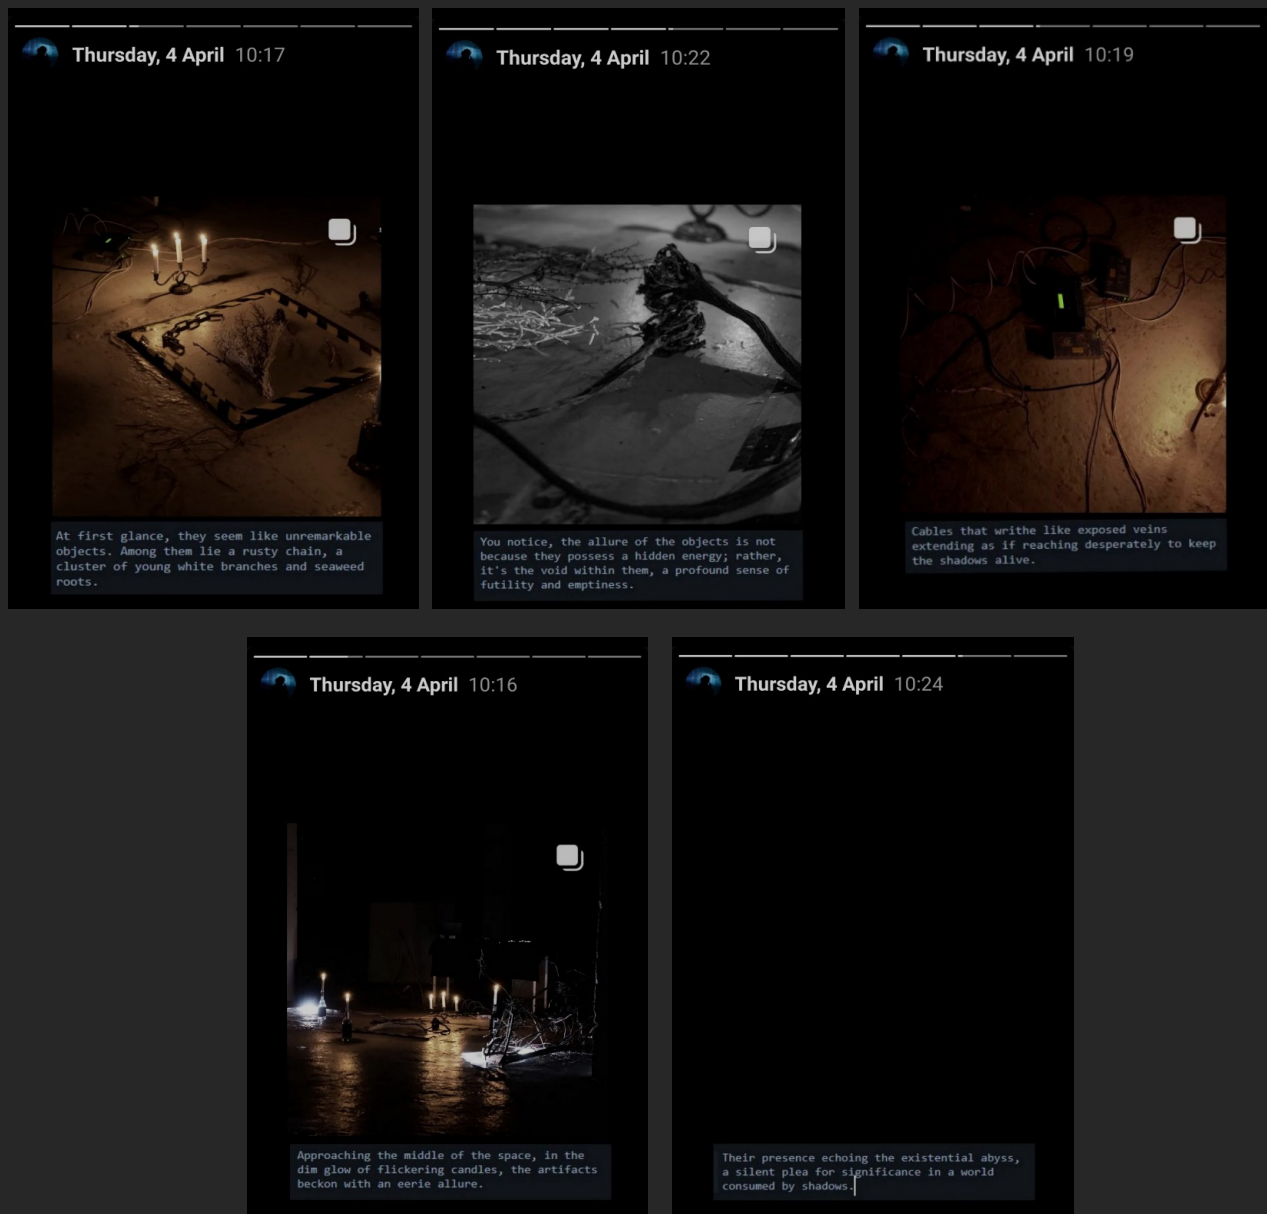 Thursday, 4 April 10:17
At first glance, they seem like unremarkable
objects. Among them lie a rusty chain, a
cluster of young white branches and seaweed
roots.
Thursday, 4 April 10:22
You notice, the allure of the objects is not
because they possess a hidden energy; rather,
it's the void within them, a profound sense of
futility and emptiness.
Thursday, 4 April 10:19
Cables that writhe like exposed veins
extending as if reaching desperately to keep
the shadows alive.
Thursday, 4 April 10:16
Approaching the middle of the space, in the
dim glow of flickering candles, the artifacts
beckon with an eerie allure.
Thursday, 4 April 10:24
Their presence echoing the existential abyss,
a silent plea for significance in a world
consumed by shadows.